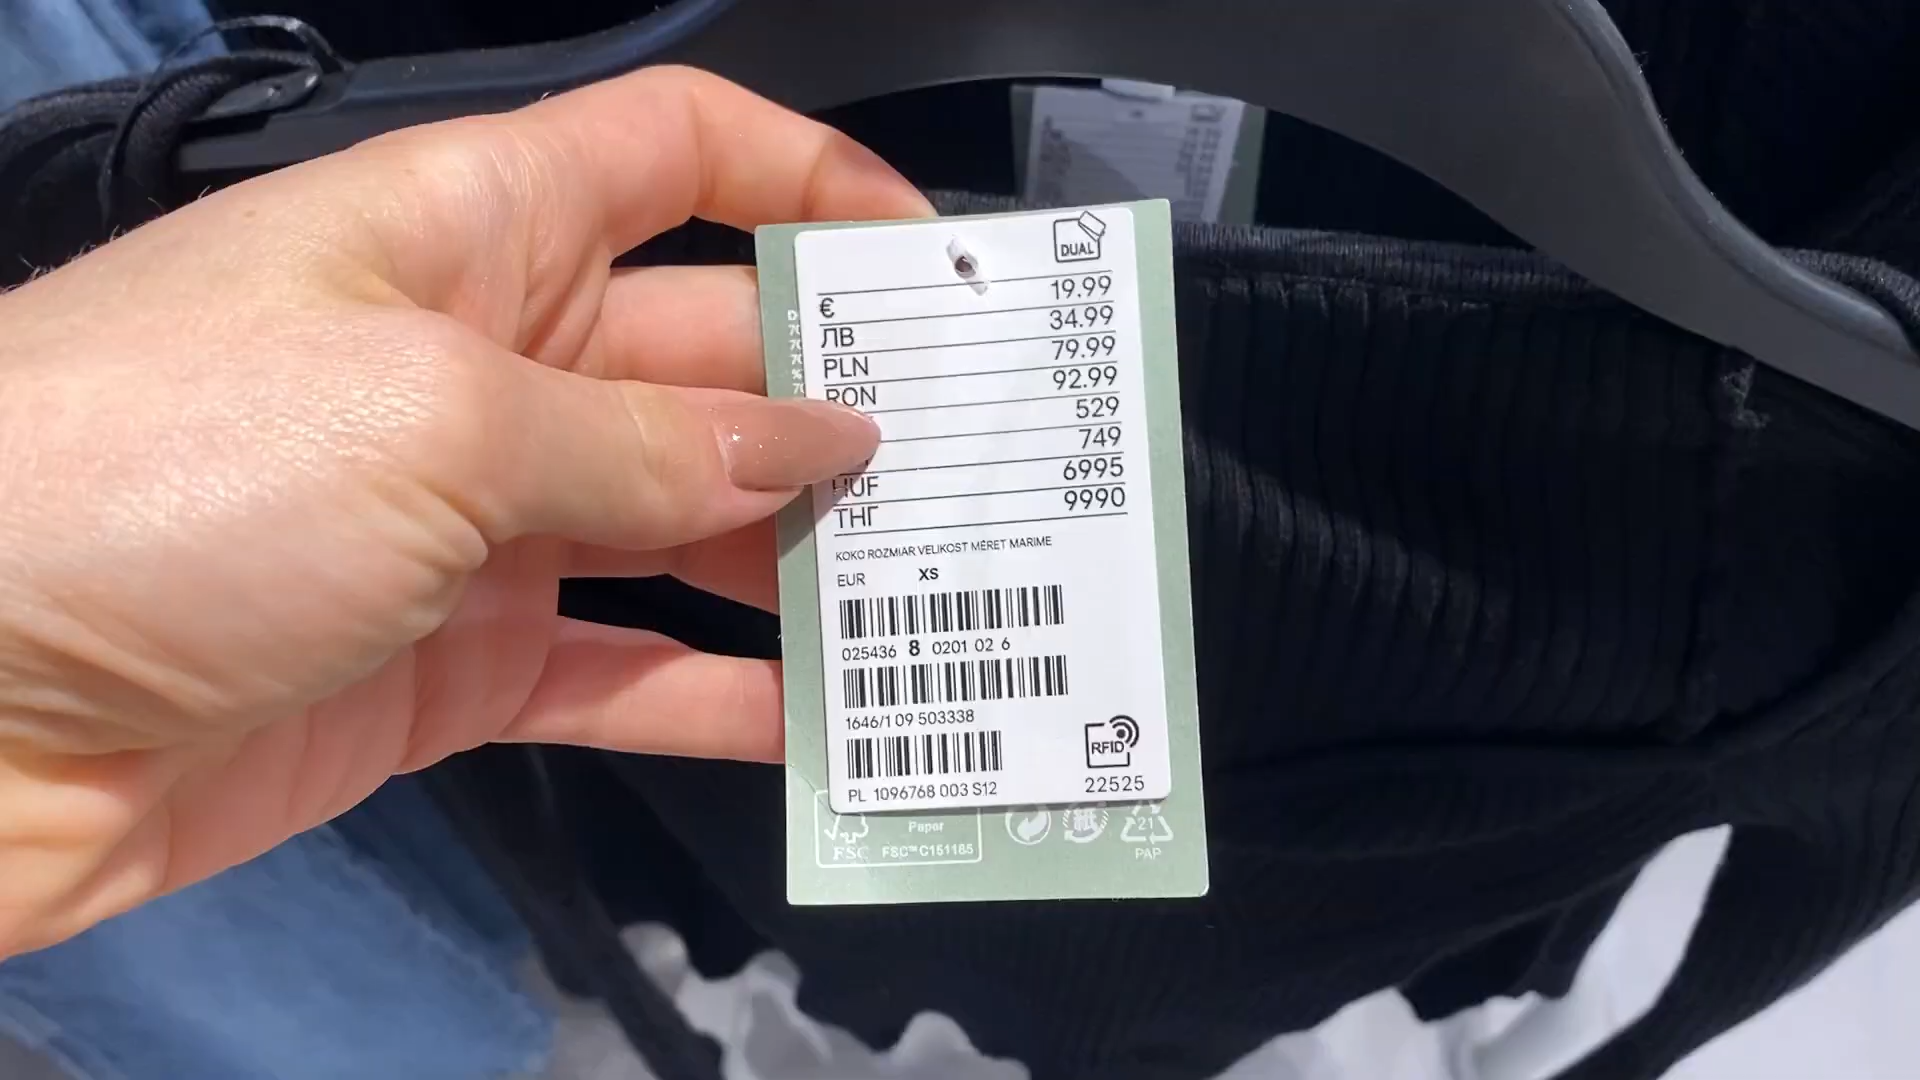 DUAL
€ 19.99
ЛВ 34.99
PLN 79.99
RON 92.99
529
749
HUF 6995
ТНГ 9990
KOKO ROZMIAR VELIKOST MÉRET MARIME
EUR XS
025436 8 0201 02 6
1646/1 09 503338
RFID
PL 1096768 003 S12
22525
Paper
FSC
FSC™ C151185
紙
21
PAP